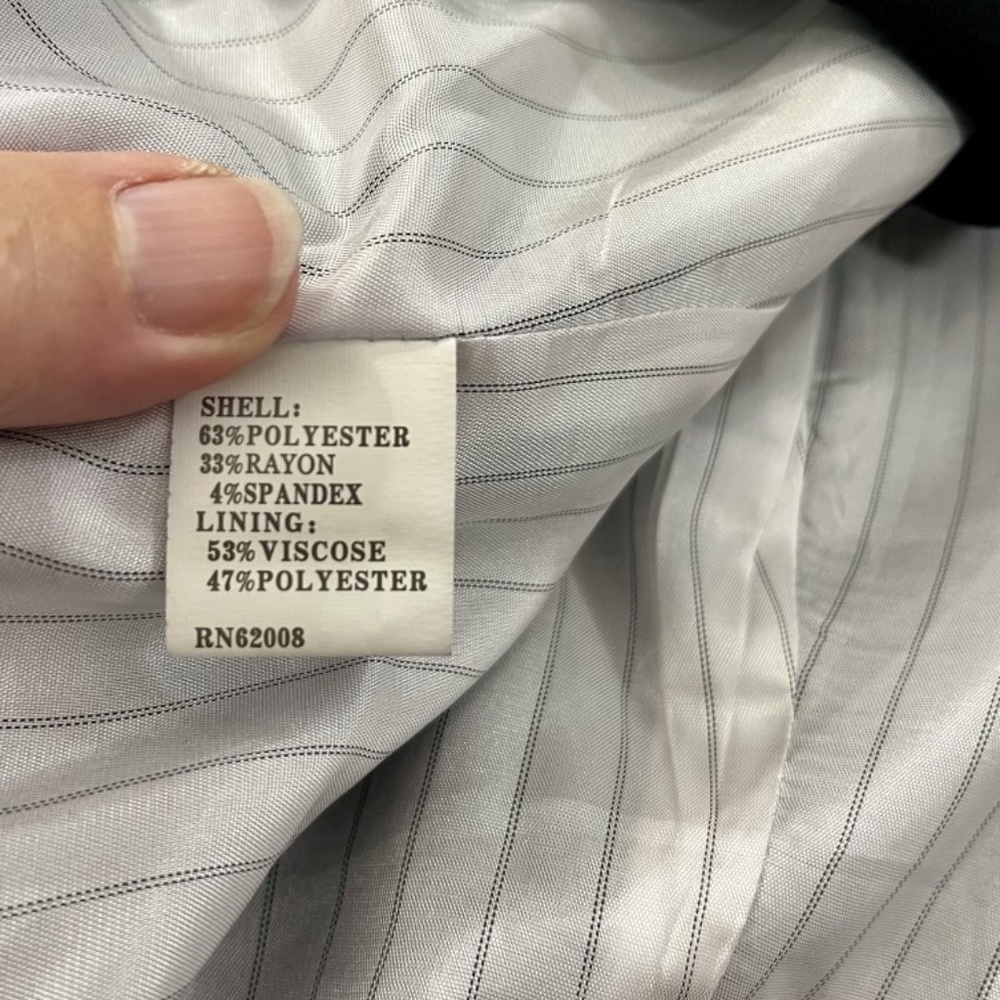 SHELL:
63%POLYESTER
33%RAYON
4%SPANDEX
LINING:
53%VISCOSE
47%POLYESTER
RN62008